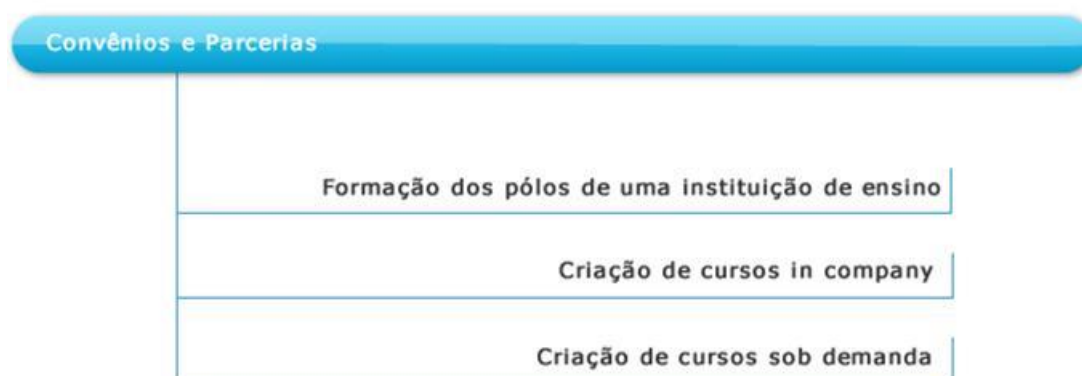 Convênios e Parcerias
Formação dos pólos de uma instituição de ensino
Criação de cursos in company
Criação de cursos sob demanda